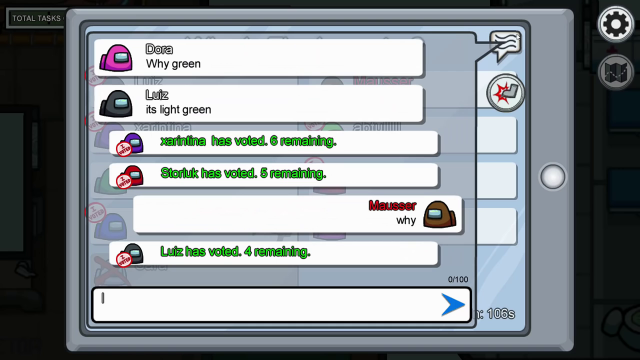 TOTAL TASKS
Dora
Why green
Luiz
its light green
xarintina has voted. 6 remaining.
Storluk has voted. 5 remaining.
Mausser
why
Luiz has voted. 4 remaining.
0/100
106s